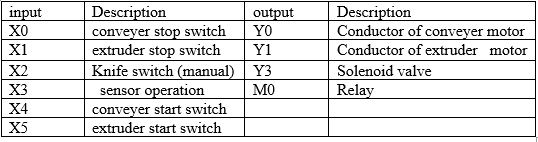 input Description output Description
X0 conveyer stop switch Y0 Conductor of conveyer motor
X1 extruder stop switch Y1 Conductor of extruder motor
X2 Knife switch (manual) Y3 Solenoid valve
X3 sensor operation M0 Relay
X4 conveyer start switch
X5 extruder start switch